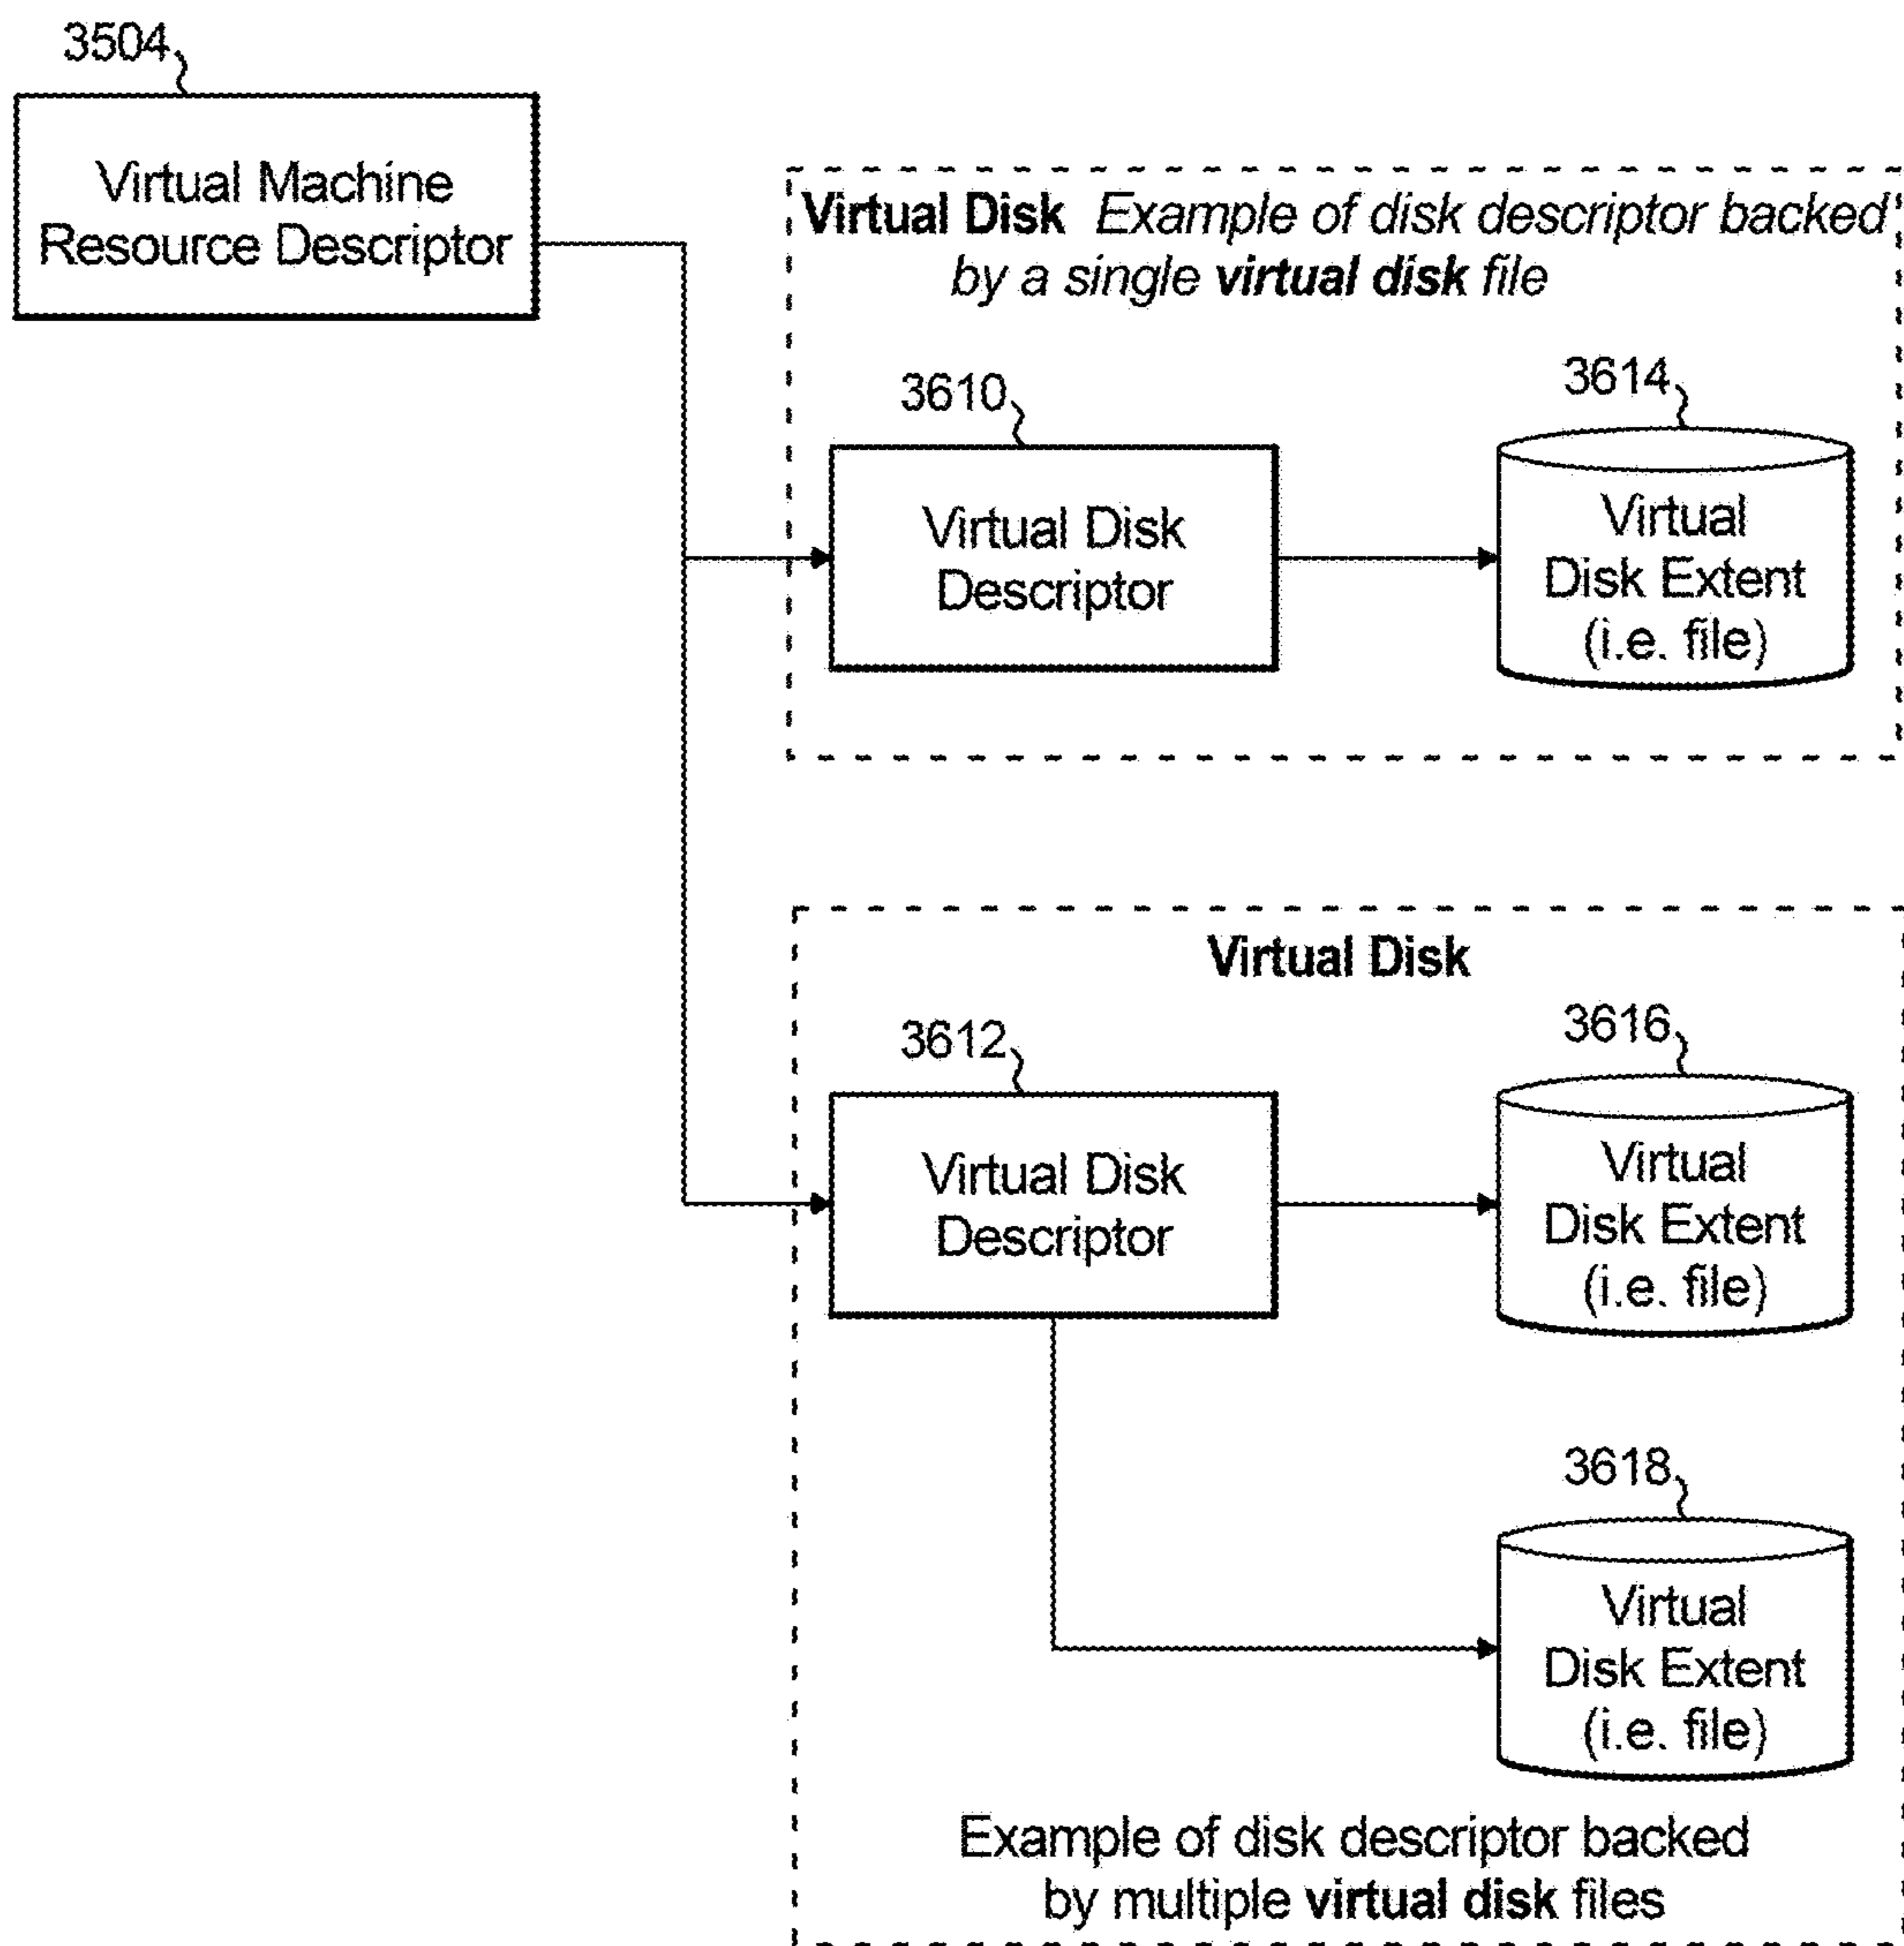 3504
Virtual Machine
Resource Descriptor
Virtual Disk Example of disk descriptor backed
by a single virtual disk file
3610
3614
Virtual Disk
Descriptor
Virtual
Disk Extent
(i.e. file)
Virtual Disk
3612
3616
Virtual Disk
Descriptor
Virtual
Disk Extent
(i.e. file)
3618
Virtual
Disk Extent
(i.e. file)
Example of disk descriptor backed
by multiple virtual disk files